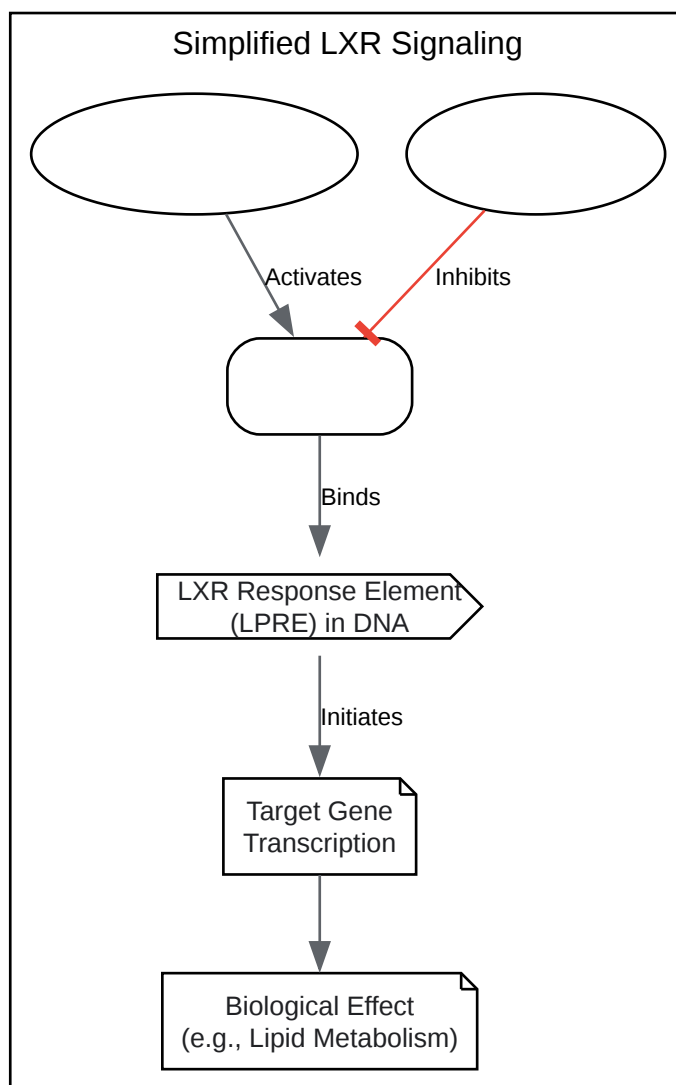 Simplified LXR Signaling
Activates
Inhibits
Binds
LXR Response Element
(LPRE) in DNA
Initiates
Target Gene
Transcription
Biological Effect
(e.g., Lipid Metabolism)